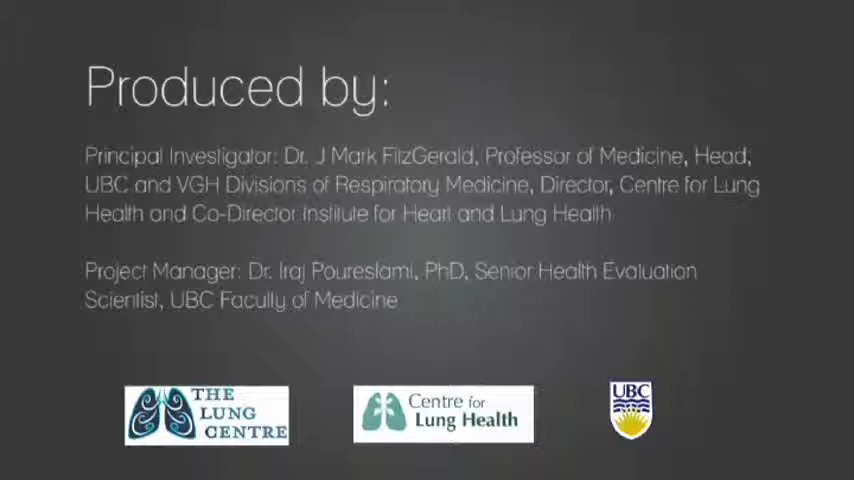 Produced by:
Principal Investigator: Dr. J Mark FitzGerald, Professor of Medicine, Head,
UBC and VGH Divisions of Respiratory Medicine, Director, Centre for Lung
Health and Co-Director Institute for Heart and Lung Health
Project Manager: Dr. Iraj Poureslami, PhD, Senior Health Evaluation
Scientist, UBC Faculty of Medicine
THE
LUNG
CENTRE
Centre for
Lung Health
UBC